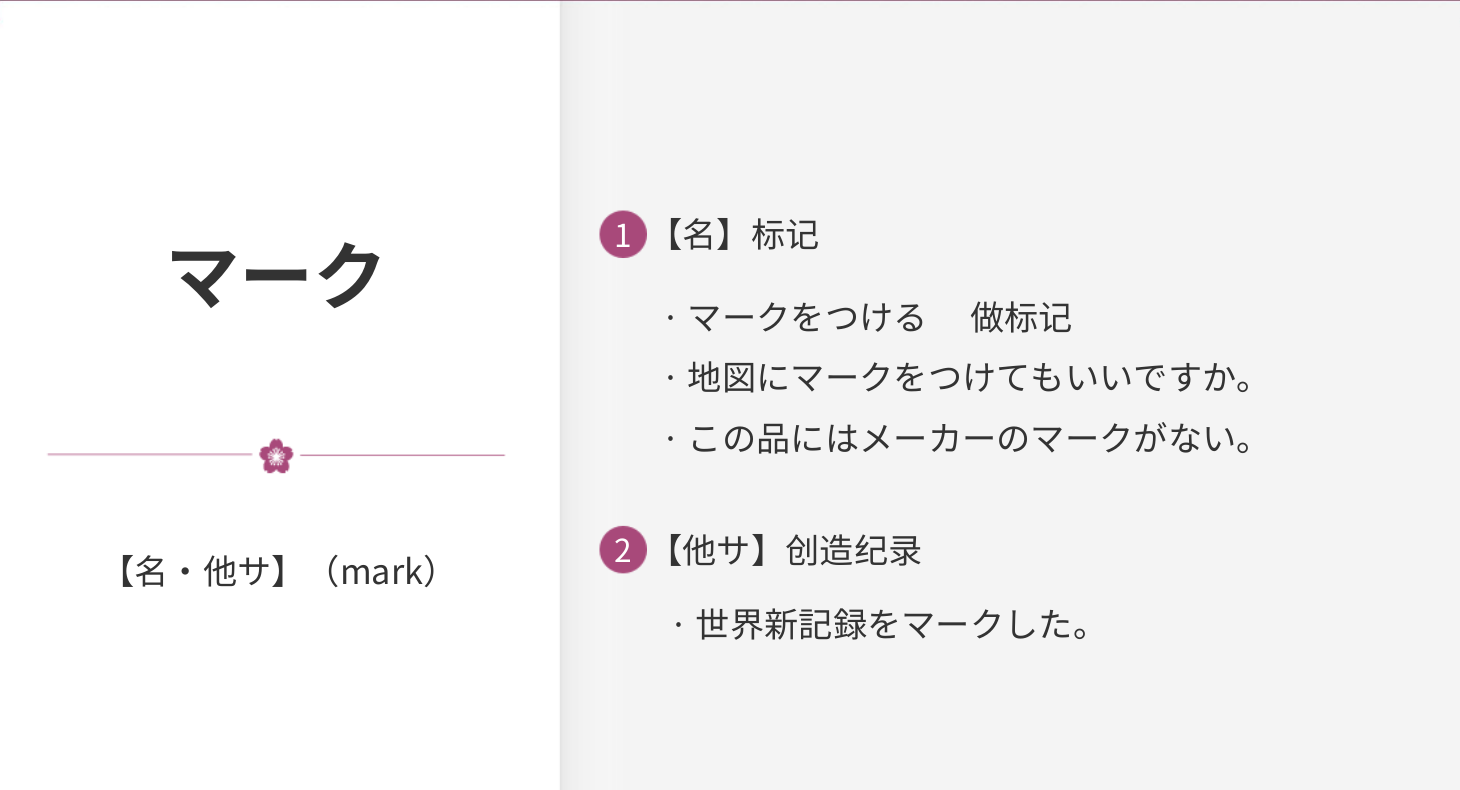 マーク
【名・他サ】（mark）
1【名】标记
・マークをつける　做标记
・地図にマークをつけてもいいですか。
・この品にはメーカーのマークがない。
2【他サ】创造纪录
・世界新記録をマークした。